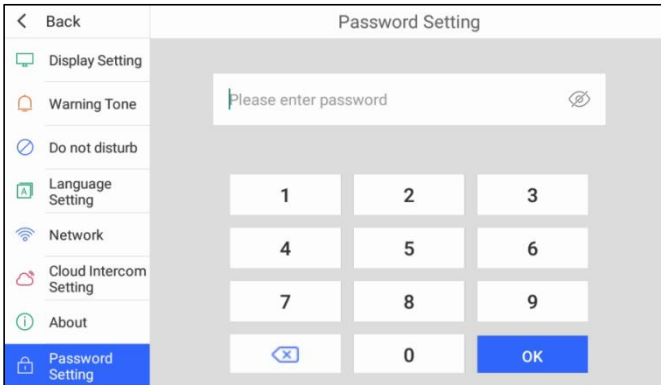 Back
Password Setting
Display Setting
Warning Tone
Do not disturb
Language
Setting
Network
Cloud Intercom
Setting
About
Password
Setting
Please enter password
1 2 3
4 5 6
7 8 9
0 OK